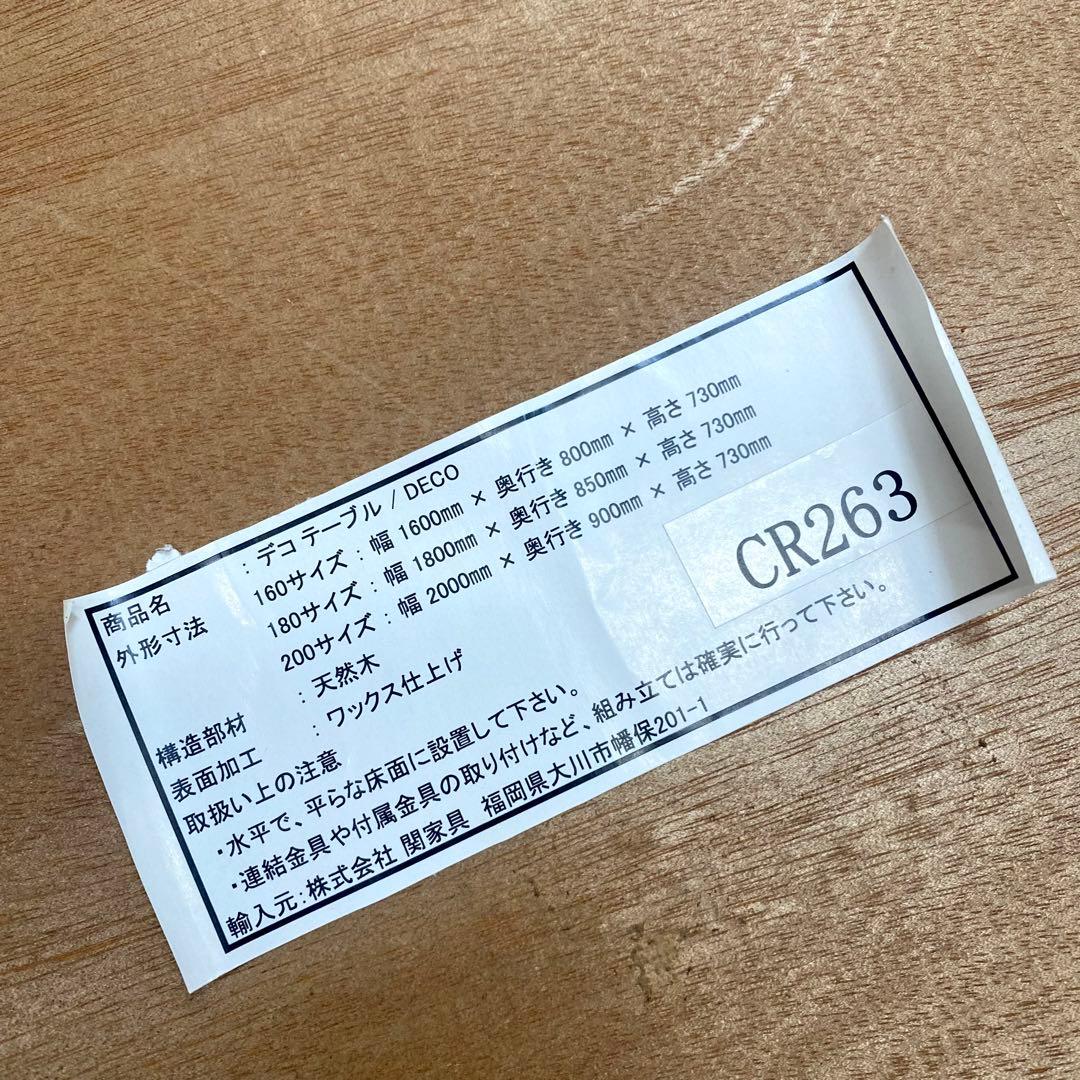 商品名 : デコ テーブル / DECO
外形寸法 160サイズ : 幅 1600mm × 奥行き 800mm × 高さ 730mm
180サイズ : 幅 1800mm × 奥行き 850mm × 高さ 730mm
200サイズ : 幅 2000mm × 奥行き 900mm × 高さ 730mm
構造部材 : 天然木
表面加工 : ワックス仕上げ
CR263
取扱い上の注意
・水平で、平らな床面に設置して下さい。
・連結金具や付属金具の取り付けなど、組み立ては確実に行って下さい。
輸入元:株式会社 関家具 福岡県大川市幡保201-1